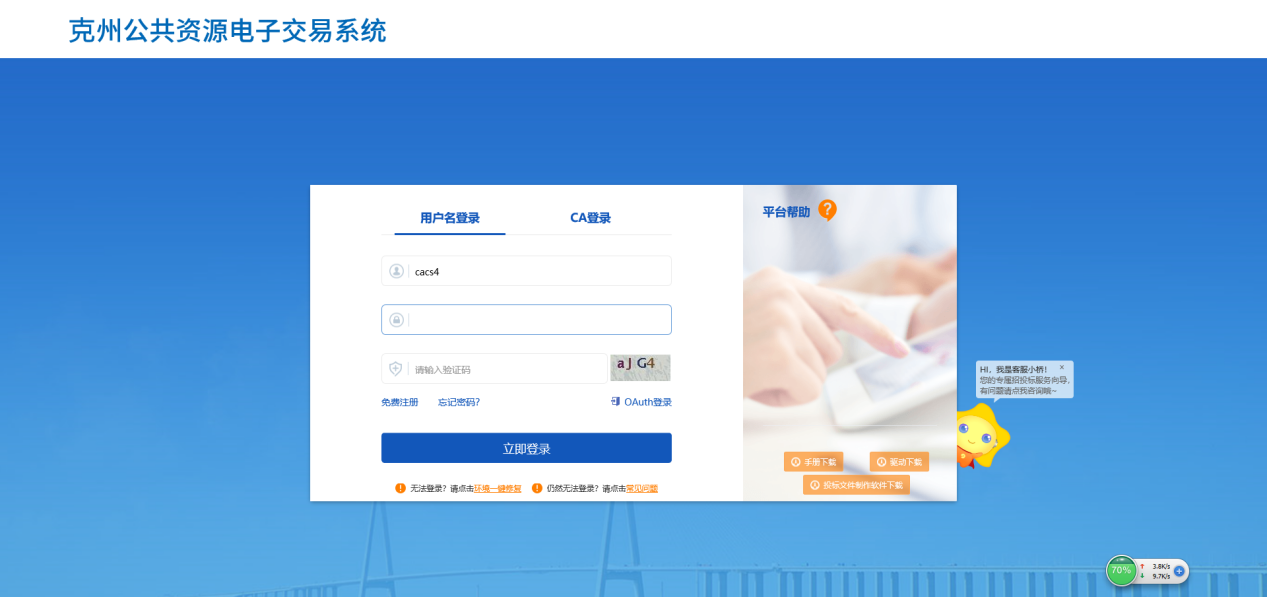 克州公共资源电子交易系统
用户名登录
CA登录
平台帮助
cacs4
请输入验证码
aJG4
免费注册
忘记密码?
OAuth登录
立即登录
无法登录?请点击环境一键修复
仍然无法登录?请点击常见问题
HI,我是客服小桥!
×
您的专属招投标服务向导,
有问题请点我咨询哦~
手册下载
驱动下载
投标文件制作软件下载
70%
3.8K/s
9.7K/s